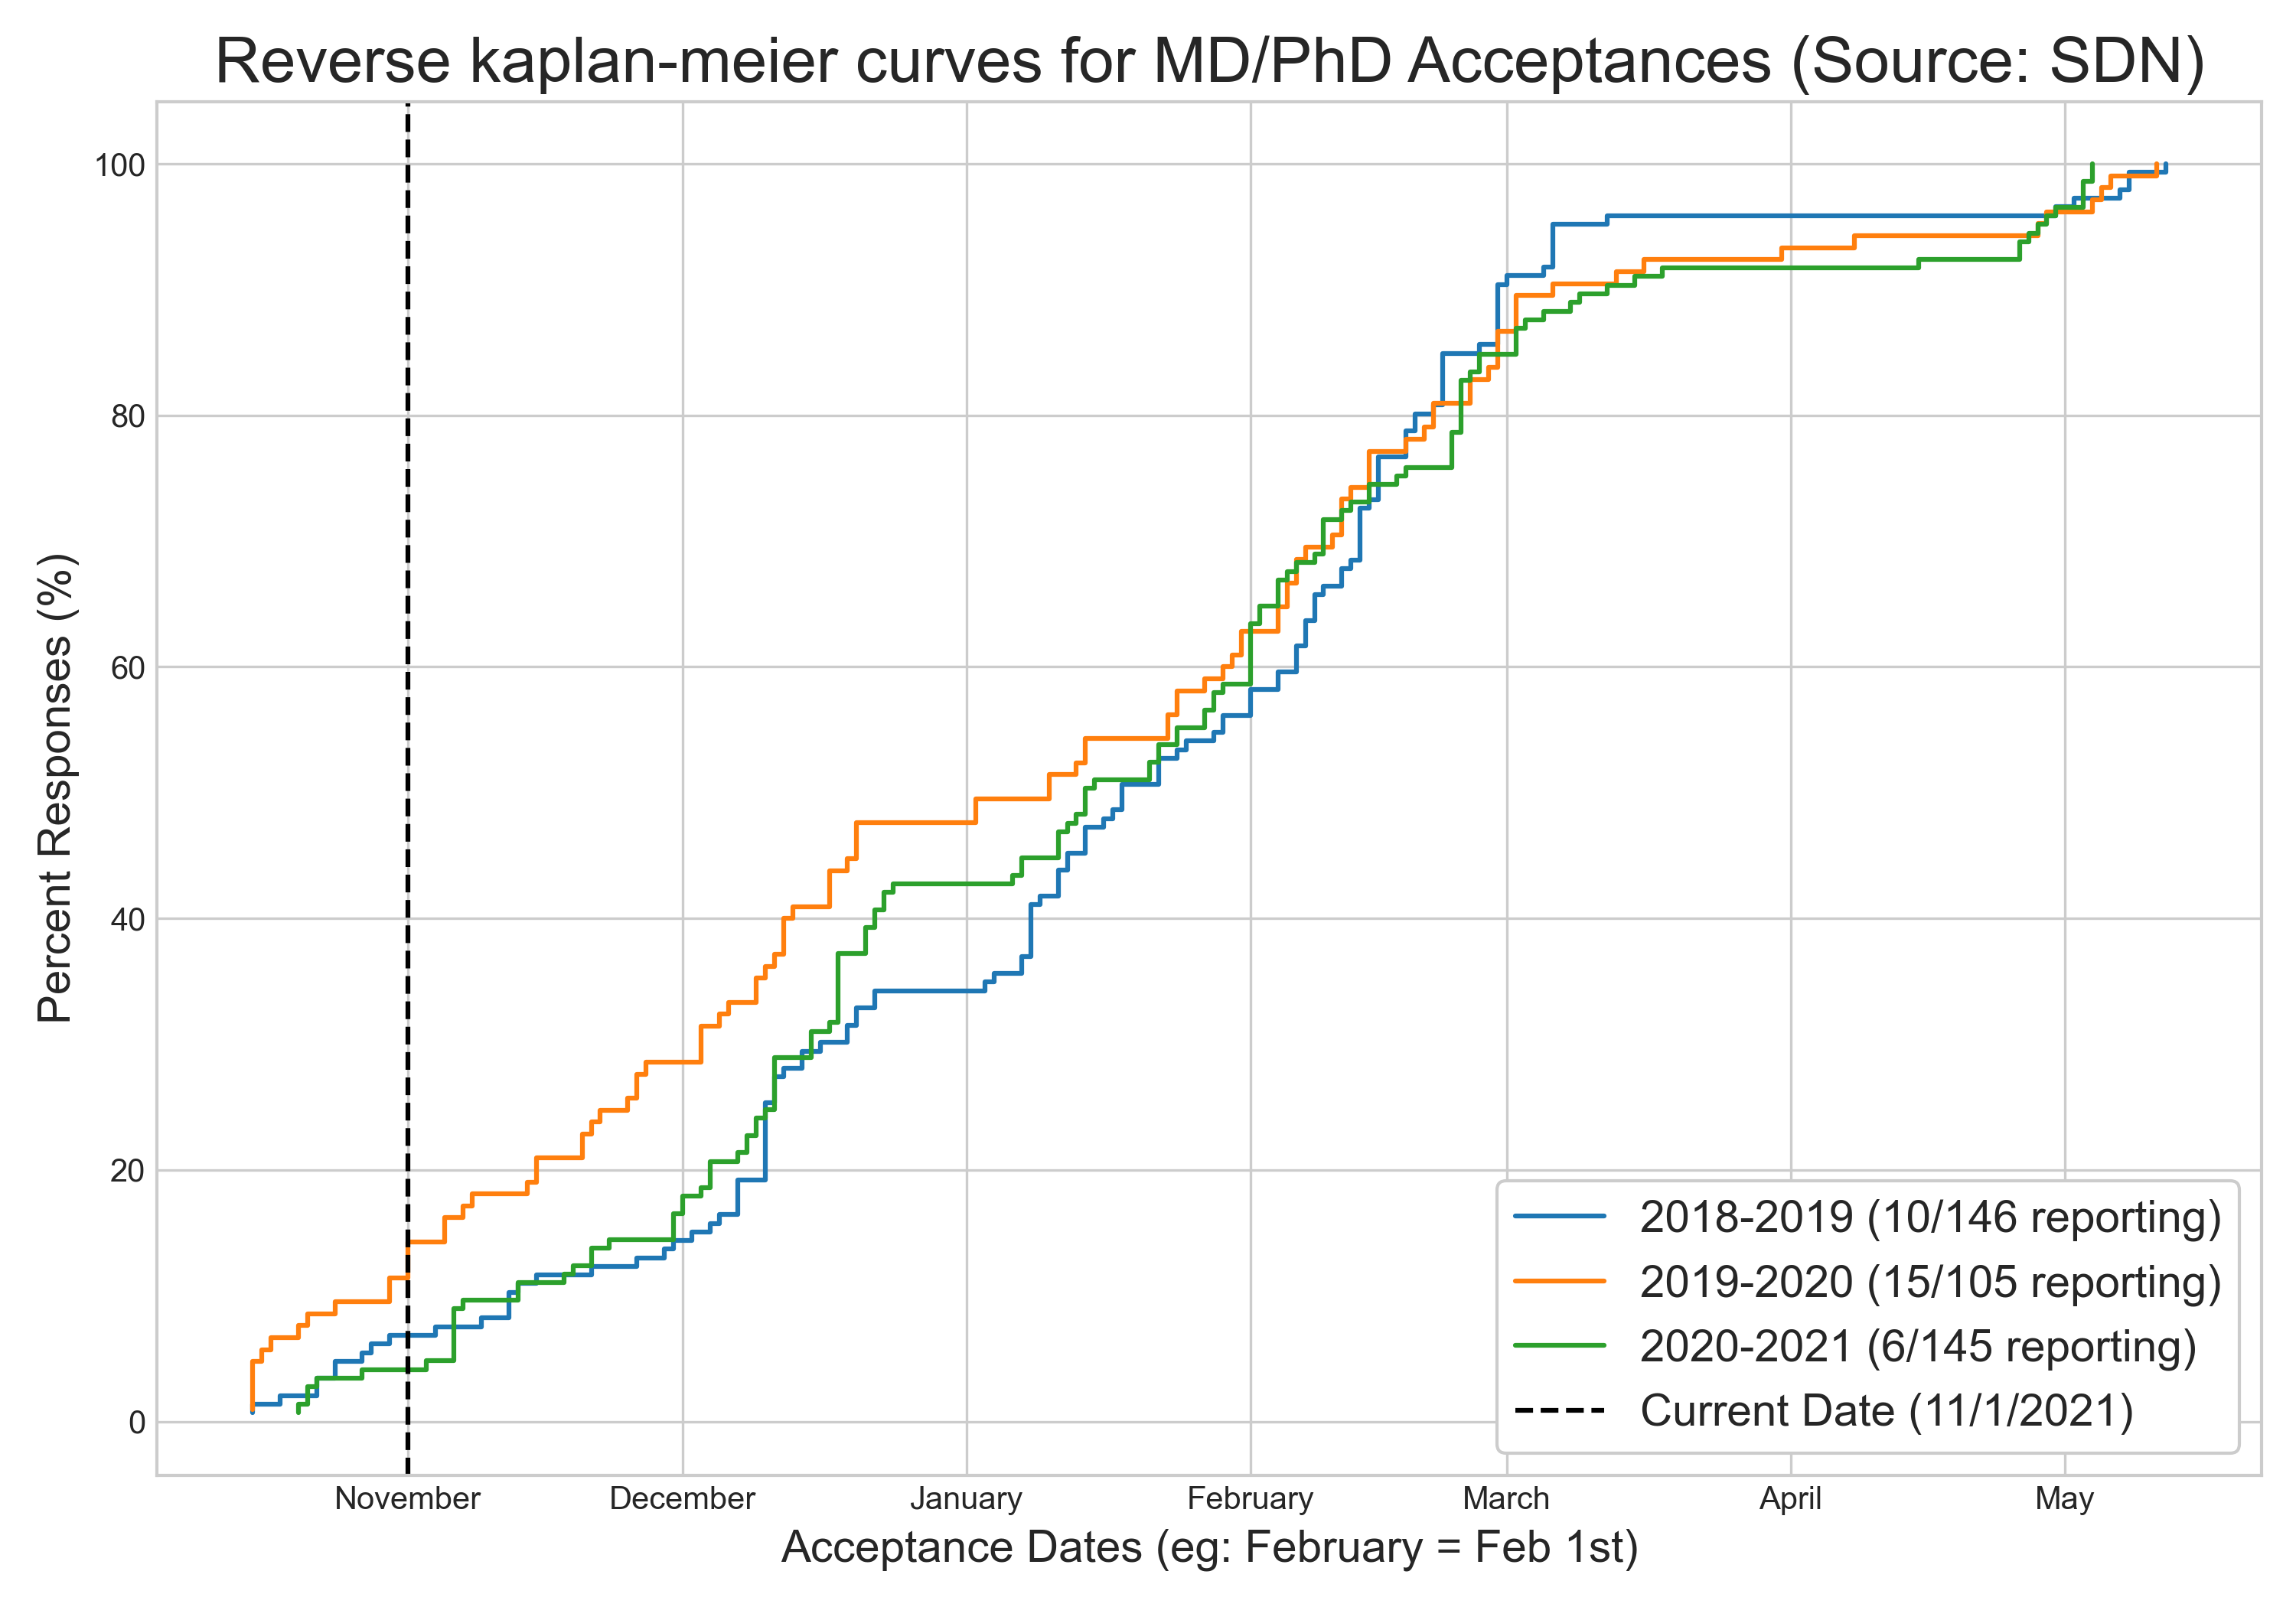 Reverse kaplan-meier curves for MD/PhD Acceptances (Source: SDN)
Percent Responses (%)
100
80
60
40
20
0
2018-2019 (10/146 reporting)
2019-2020 (15/105 reporting)
2020-2021 (6/145 reporting)
Current Date (11/1/2021)
November December January February March April May
Acceptance Dates (eg: February = Feb 1st)